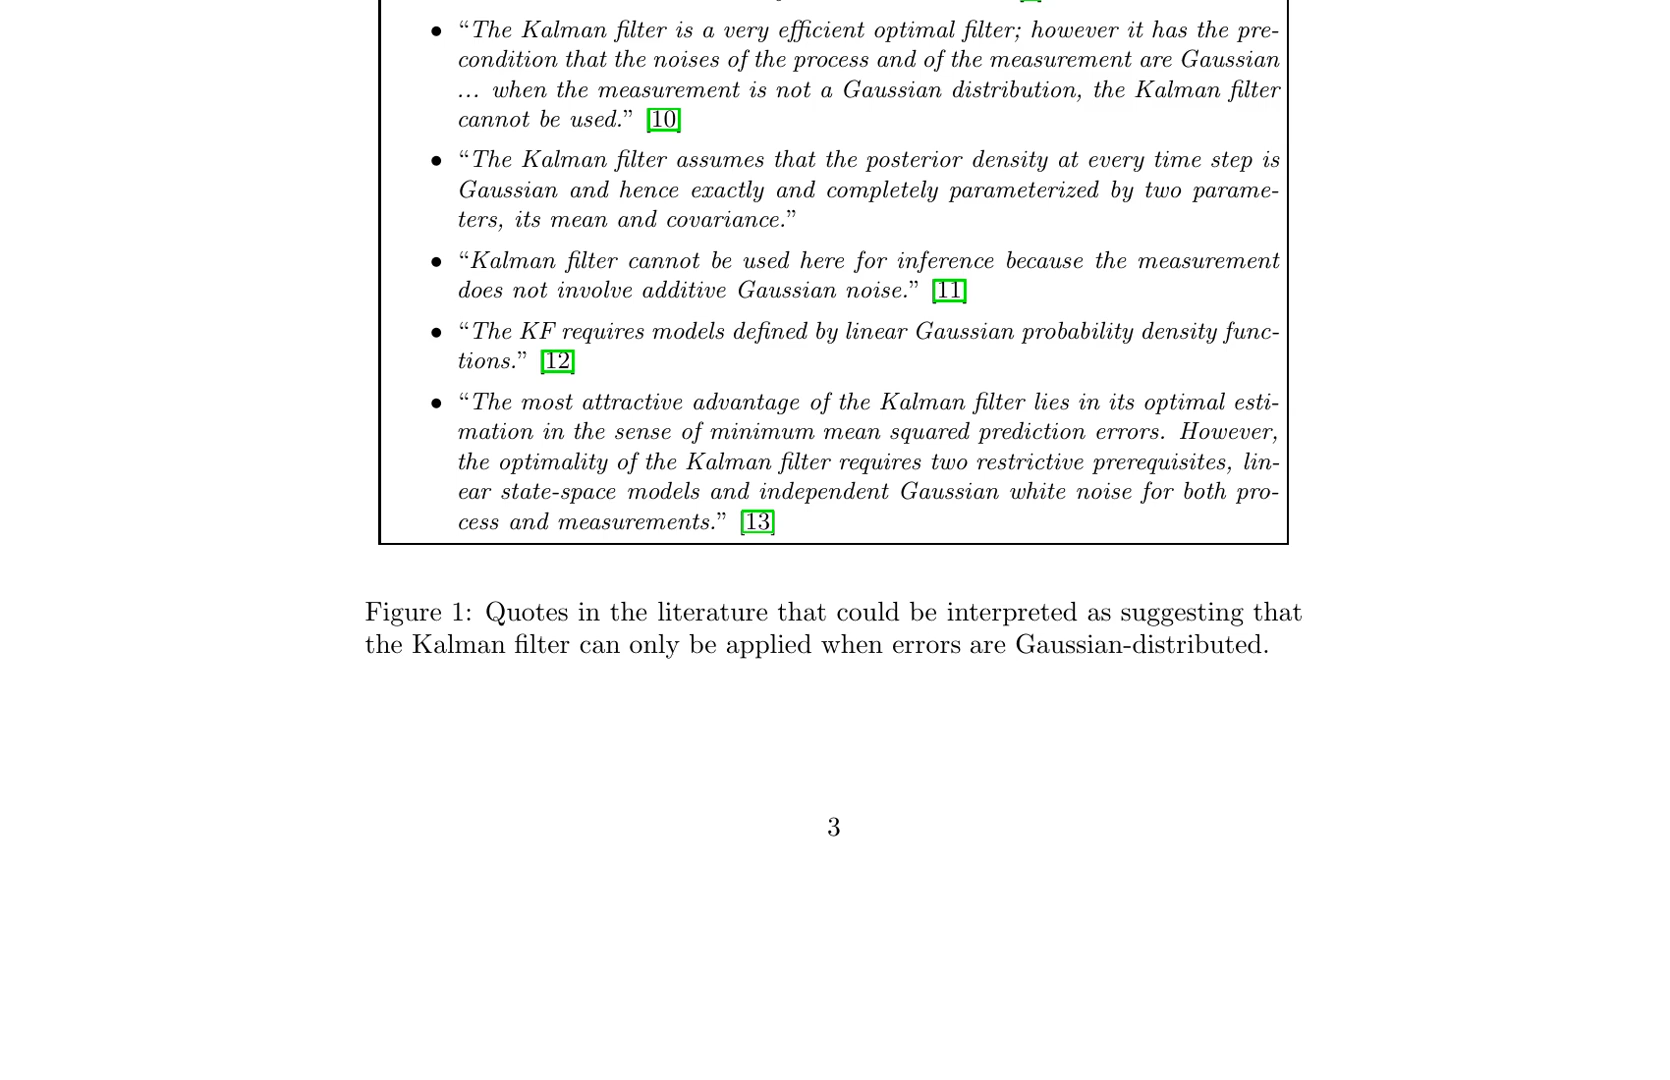 • “The Kalman filter is a very efficient optimal filter; however it has the pre-
condition that the noises of the process and of the measurement are Gaussian
... when the measurement is not a Gaussian distribution, the Kalman filter
cannot be used.” [10]
• “The Kalman filter assumes that the posterior density at every time step is
Gaussian and hence exactly and completely parameterized by two parame-
ters, its mean and covariance.”
• “Kalman filter cannot be used here for inference because the measurement
does not involve additive Gaussian noise.” [11]
• “The KF requires models defined by linear Gaussian probability density func-
tions.” [12]
• “The most attractive advantage of the Kalman filter lies in its optimal esti-
mation in the sense of minimum mean squared prediction errors. However,
the optimality of the Kalman filter requires two restrictive prerequisites, lin-
ear state-space models and independent Gaussian white noise for both pro-
cess and measurements.” [13]
Figure 1: Quotes in the literature that could be interpreted as suggesting that
the Kalman filter can only be applied when errors are Gaussian-distributed.
3